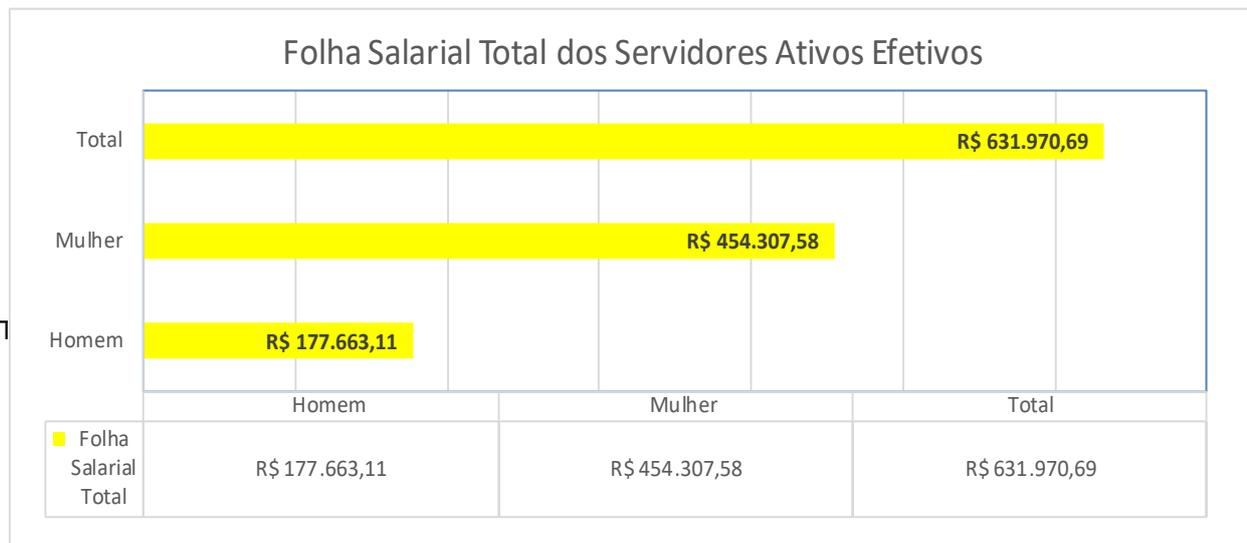 Folha Salarial Total dos Servidores Ativos Efetivos
Total
R$ 631.970,69
Mulher
R$ 454.307,58
Homem
R$ 177.663,11
Homem Mulher Total
Folha
Salarial
Total
R$ 177.663,11 R$ 454.307,58 R$ 631.970,69